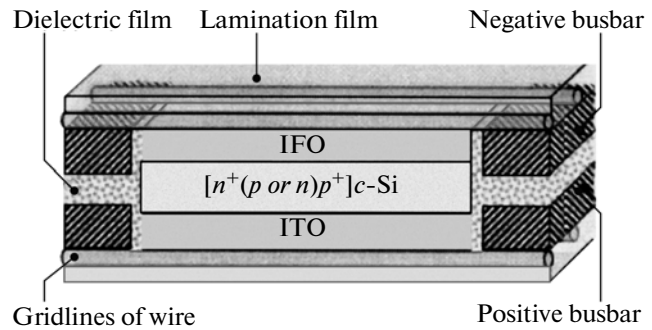 Dielectric film
Lamination film
Negative busbar
IFO
[n⁺(p or n)p⁺]c-Si
ITO
Gridlines of wire
Positive busbar